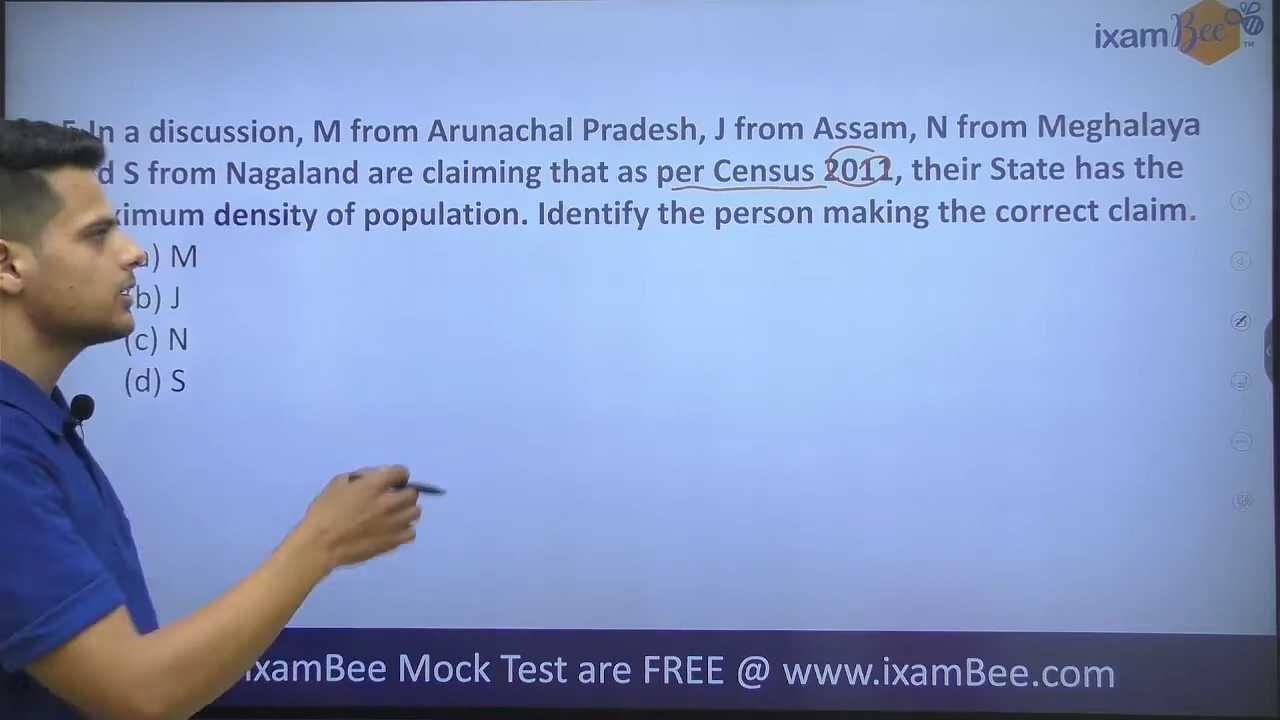 ixamBee™
In a discussion, M from Arunachal Pradesh, J from Assam, N from Meghalaya
S from Nagaland are claiming that as per Census 2011, their State has the
density of population. Identify the person making the correct claim.
a) M
(b) J
(c) N
(d) S
ixamBee Mock Test are FREE @ www.ixamBee.com